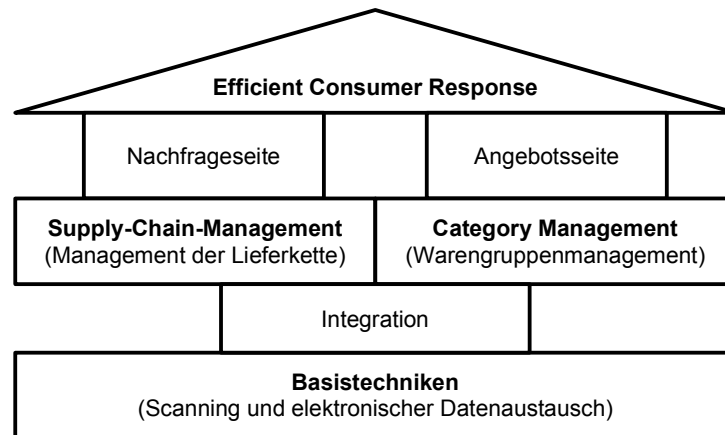 Efficient Consumer Response
Nachfrageseite
Angebotsseite
Supply-Chain-Management
(Management der Lieferkette)
Category Management
(Warengruppenmanagement)
Integration
Basistechniken
(Scanning und elektronischer Datenaustausch)